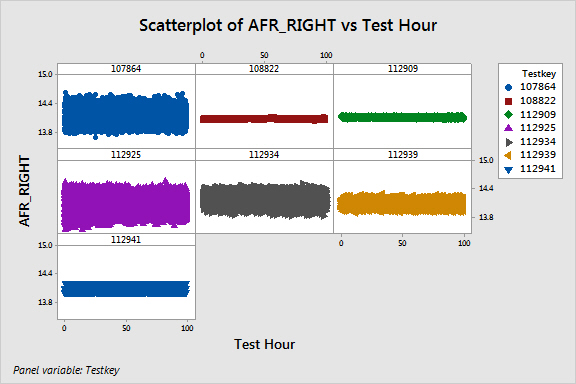 Scatterplot of AFR_RIGHT vs Test Hour
0 50 100
107864 108822 112909
15.0
14.4
13.8
112925 112934 112939
15.0
14.4
13.8
112941
15.0
14.4
13.8
0 50 100
0 50 100
AFR_RIGHT
Test Hour
Testkey
107864
108822
112909
112925
112934
112939
112941
Panel variable: Testkey